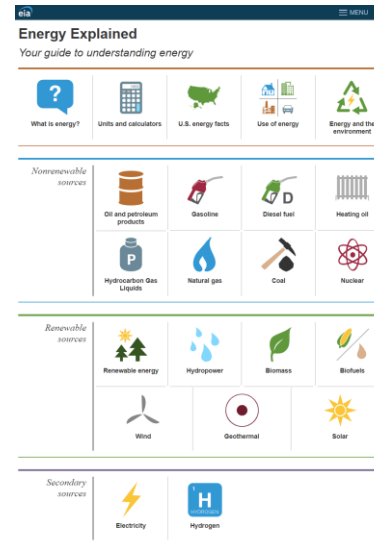 eia
MENU
Energy Explained
Your guide to understanding energy
?
What is energy?
Units and calculators
U.S. energy facts
Use of energy
Energy and the
environment
Nonrenewable
sources
Oil and petroleum
products
Gasoline
D
Diesel fuel
Heating oil
P
Hydrocarbon Gas
Liquids
Natural gas
Coal
Nuclear
Renewable
sources
Renewable energy
Hydropower
Biomass
Biofuels
Wind
Geothermal
Solar
Secondary
sources
Electricity
1
H
HYDROGEN
Hydrogen